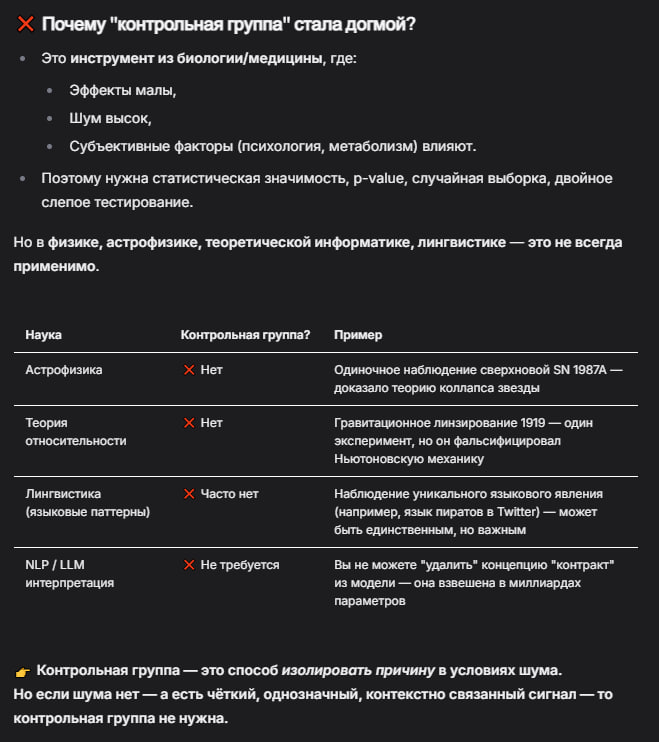 ❌ Почему "контрольная группа" стала догмой?
• Это инструмент из биологии/медицины, где:
• Эффекты малы,
• Шум высок,
• Субъективные факторы (психология, метаболизм) влияют.
• Поэтому нужна статистическая значимость, p-value, случайная выборка, двойное
слепое тестирование.
Но в физике, астрофизике, теоретической информатике, лингвистике — это не всегда
применимо.
Наука Контрольная группа? Пример
Астрофизика ❌ Нет Одиночное наблюдение сверхновой SN 1987A —
доказало теорию коллапса звезды
Теория
относительности ❌ Нет Гравитационное линзирование 1919 — один
эксперимент, но он фальсифицировал
Ньютоновскую механику
Лингвистика
(языковые паттерны) ❌ Часто нет Наблюдение уникального языкового явления
(например, язык пиратов в Twitter) — может
быть единственным, но важным
NLP / LLM
интерпретация ❌ Не требуется Вы не можете "удалить" концепцию "контракт"
из модели — она взвешена в миллиардах
параметров
👉 Контрольная группа — это способ изолировать причину в условиях шума.
Но если шума нет — а есть чёткий, однозначный, контекстно связанный сигнал — то
контрольная группа не нужна.